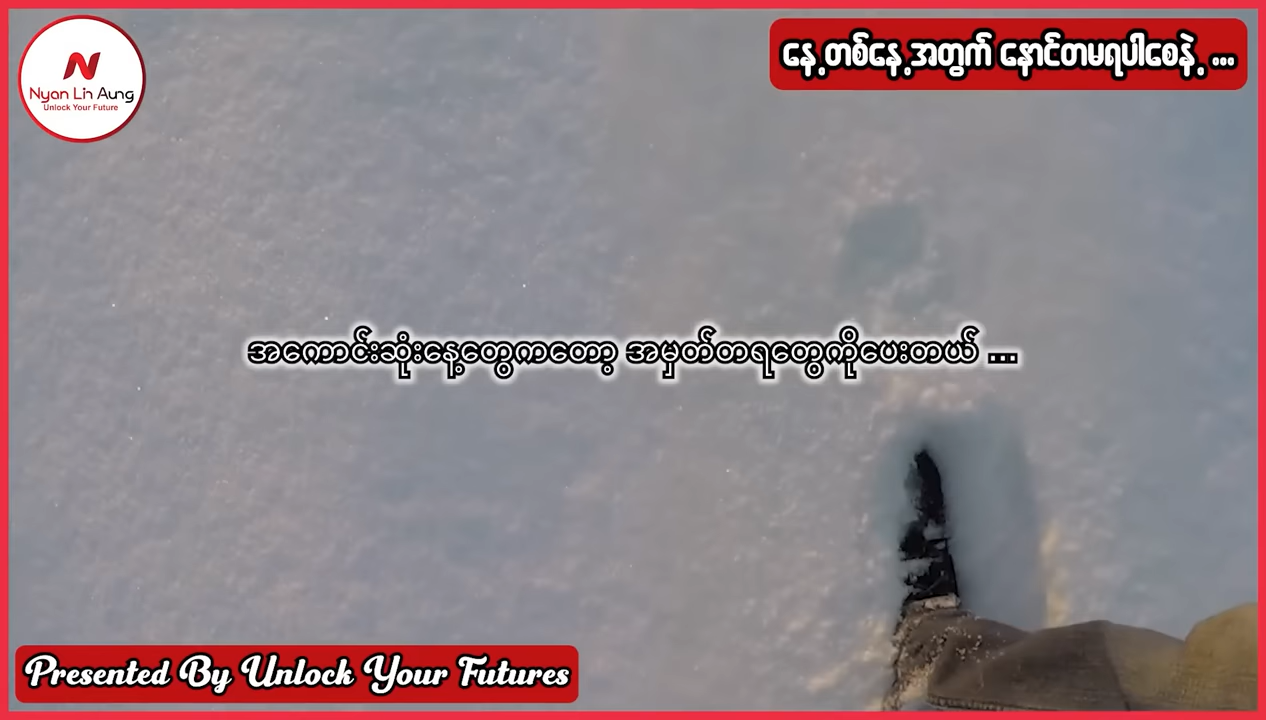 Nyan Lin Aung
Unlock Your Future
နေ့တစ်နေ့အတွက် နောင်တမရပါစေနဲ့ ...
အကောင်းဆုံးနေ့တွေကတော့ အမှတ်တရတွေကိုပေးတယ် ...
Presented By Unlock Your Futures